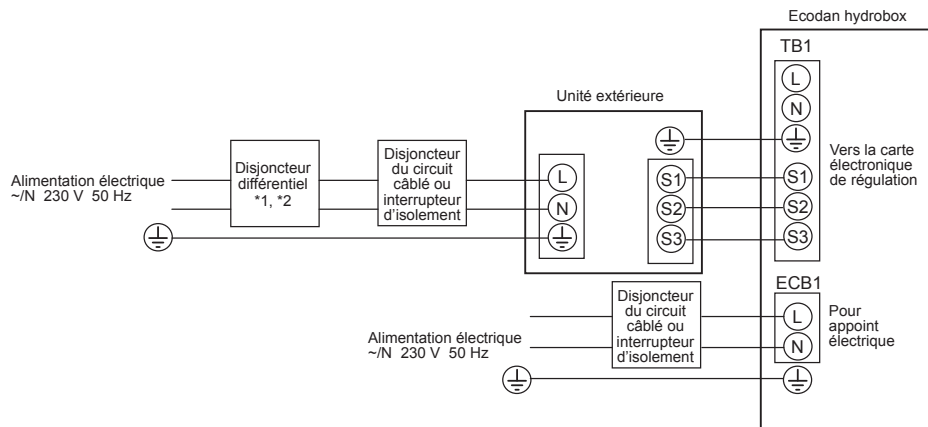 Ecodan hydrobox
TB1
L
N
Unité extérieure
Vers la carte
électronique
de régulation
Alimentation électrique
~/N 230 V 50 Hz
Disjoncteur
différentiel
*1, *2
Disjoncteur
du circuit
câblé ou
interrupteur
d'isolement
L
N
S1
S2
S3
S1
S2
S3
ECB1
L
N
Pour
appoint
électrique
Alimentation électrique
~/N 230 V 50 Hz
Disjoncteur
du circuit
câblé ou
interrupteur
d'isolement